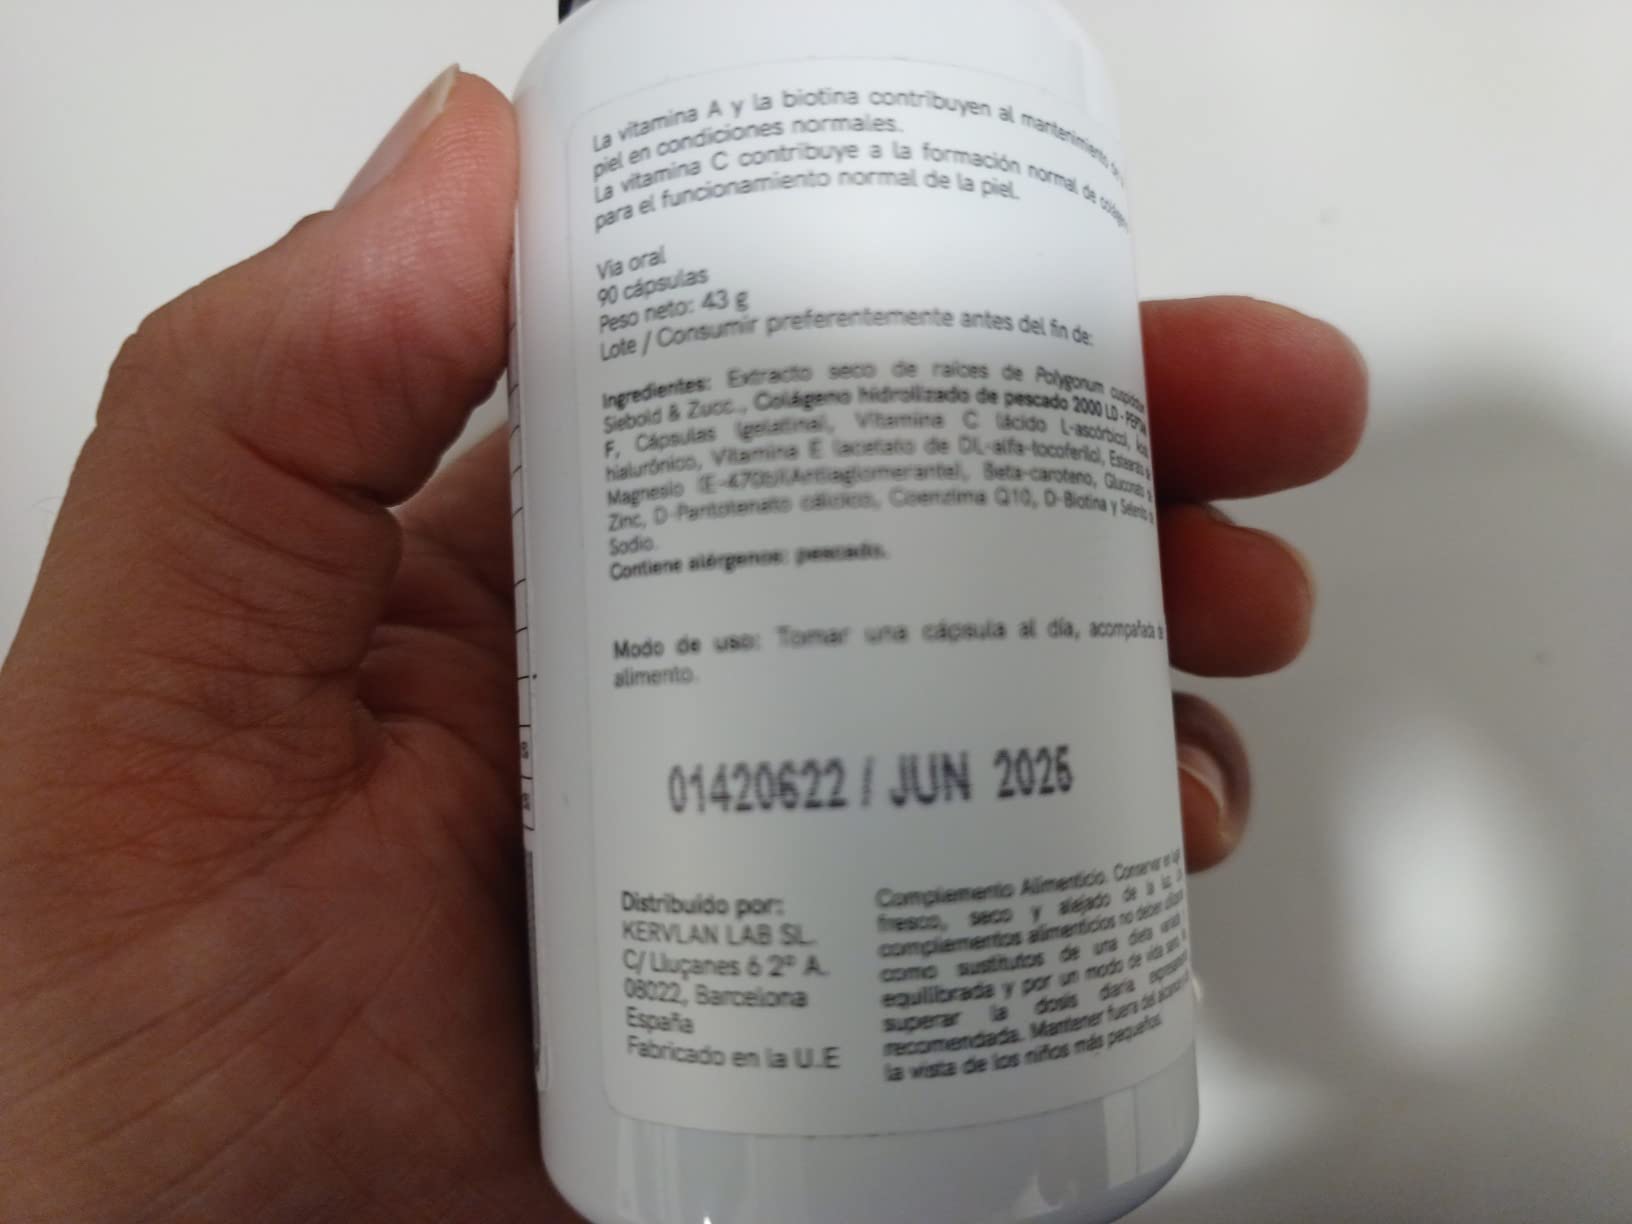 La vitamina A y la biotina contribuyen al mantenimiento de
piel en condiciones normales.
La vitamina C contribuye a la formación normal de
para el funcionamiento normal de la piel.
Vía oral
90 cápsulas
Peso neto: 43 g
Lote / Consumir preferentemente antes del fin de:
Ingredientes: Extracto seco de raíces de Polygonum
Siebold & Zucc., Colágeno hidrolizado de pescado 2000 LD -
F, Cápsulas (gelatina), Vitamina C (ácido L-ascórbico),
hialurónico, Vitamina E (acetato de DL-alfa-tocoferilo),
Magnesio (E-470b)(Antiaglomerante), Beta-caroteno, Gluconato
Zinc, D-Pantotenato cálcico, Coenzima Q10, D-Biotina y
Sodio.
Contiene alérgenos: pescado.
Modo de uso: Tomar una cápsula al día, acompañada
alimento.
01420622 / JUN 2025
Distribuido por:
KERVLAN LAB SL.
C/ Lluçanes 6 2º A.
08022, Barcelona
España
Fabricado en la U.E
Complemento Alimenticio. Conservar
fresco, seco y alejado de la luz.
complementos alimenticios no deben
como sustitutos de una dieta
equilibrada y por un modo de vida sano.
superar la dosis diaria
recomendada. Mantener fuera del
la vista de los niños más pequeños.